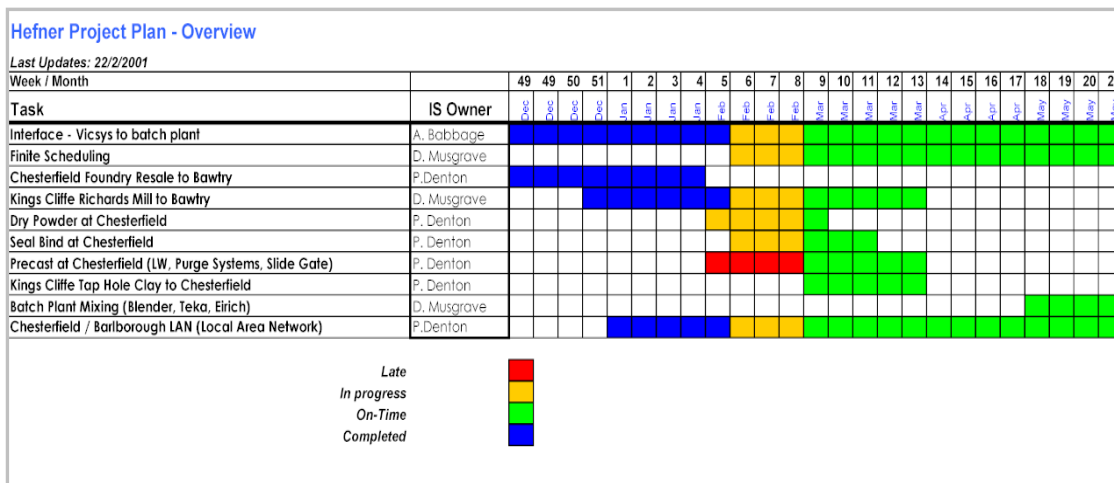 Hefner Project Plan - Overview
Last Updates: 22/2/2001
Week / Month 49 49 50 51 1 2 3 4 5 6 7 8 9 10 11 12 13 14 15 16 17 18 19 20
Task IS Owner Dec Dec Dec Dec Jan Jan Jan Jan Feb Feb Feb Feb Mar Mar Mar Mar Mar Apr Apr Apr Apr May May May
Interface - Vicsys to batch plant A. Babbage
Finite Scheduling D. Musgrave
Chesterfield Foundry Resale to Bawtry P.Denton
Kings Cliffe Richards Mill to Bawtry D. Musgrave
Dry Powder at Chesterfield P. Denton
Seal Bind at Chesterfield P. Denton
Precast at Chesterfield (LW, Purge Systems, Slide Gate) P. Denton
Kings Cliffe Tap Hole Clay to Chesterfield P. Denton
Batch Plant Mixing (Blender, Teka, Eirich) D. Musgrave
Chesterfield / Barlborough LAN (Local Area Network) P.Denton
Late
In progress
On-Time
Completed